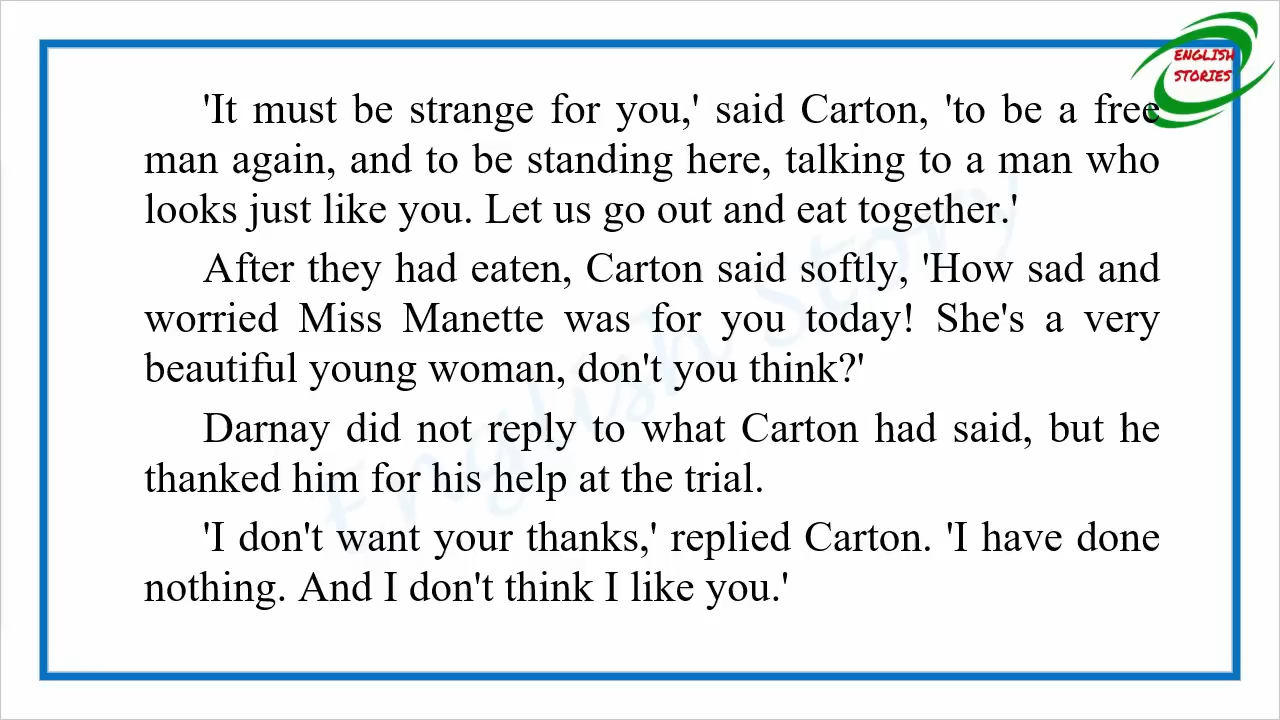 ENGLISH
STORIES
'It must be strange for you,' said Carton, 'to be a free
man again, and to be standing here, talking to a man who
looks just like you. Let us go out and eat together.'
After they had eaten, Carton said softly, 'How sad and
worried Miss Manette was for you today! She's a very
beautiful young woman, don't you think?'
Darnay did not reply to what Carton had said, but he
thanked him for his help at the trial.
'I don't want your thanks,' replied Carton. 'I have done
nothing. And I don't think I like you.'
English Story